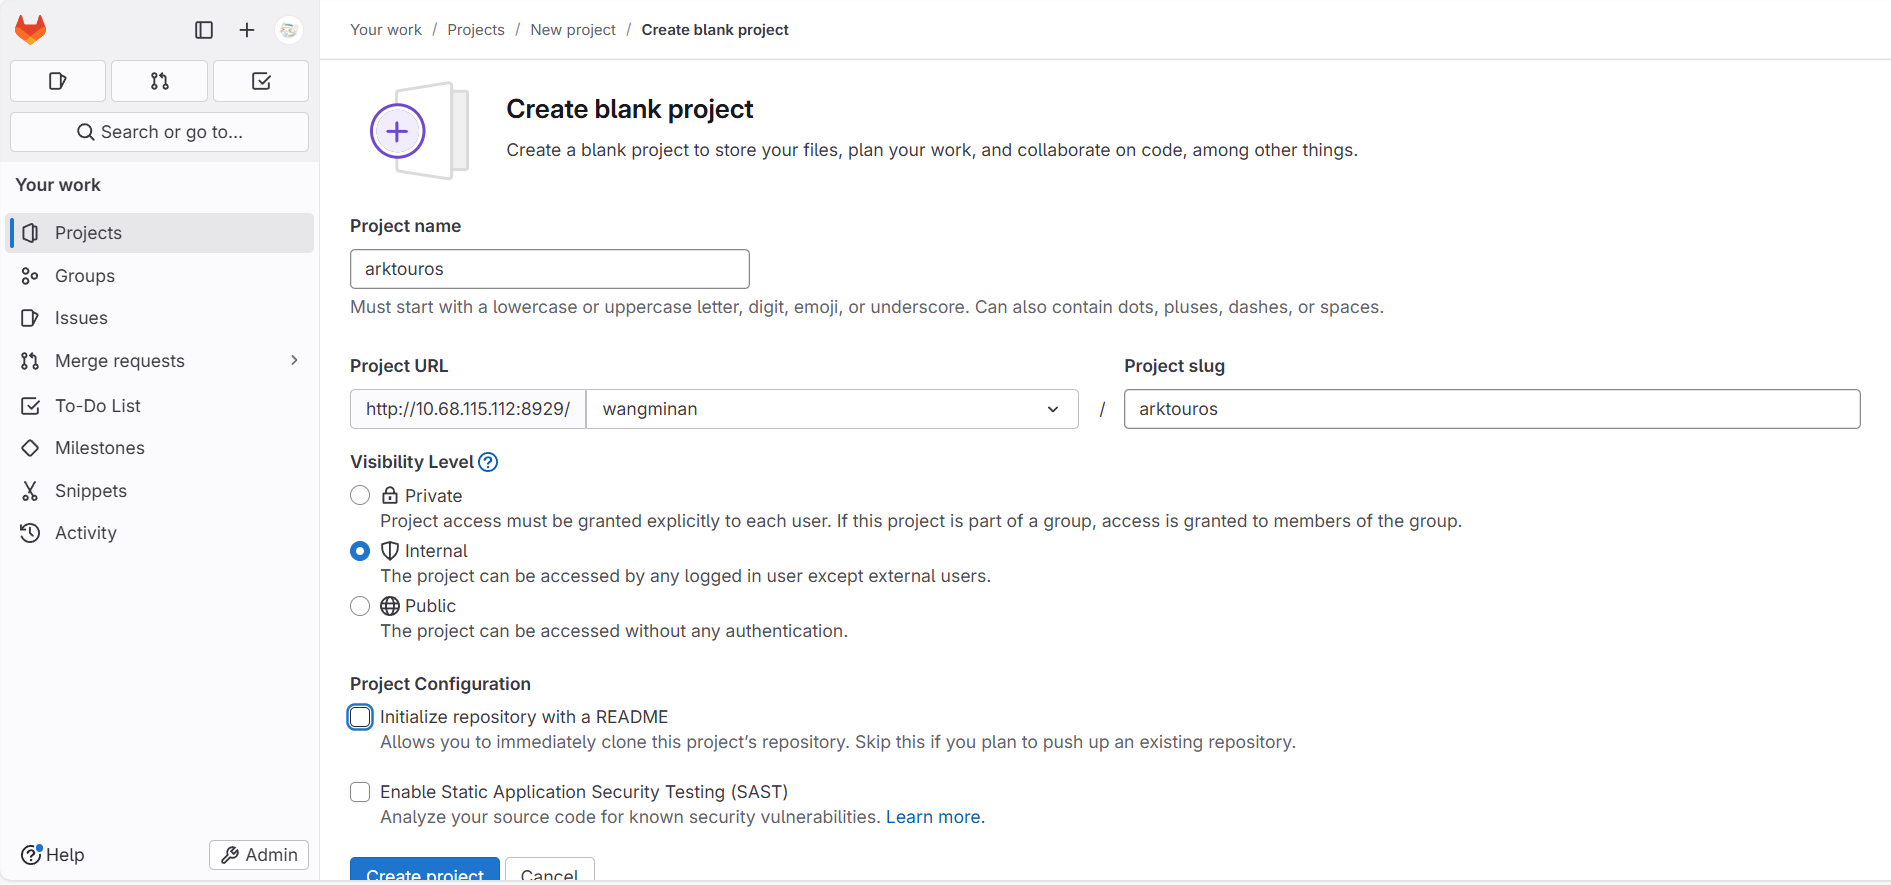 Your work / Projects / New project / Create blank project
Search or go to...
Your work
Projects
Groups
Issues
Merge requests
To-Do List
Milestones
Snippets
Activity
Help
Admin
Create blank project
Create a blank project to store your files, plan your work, and collaborate on code, among other things.
Project name
arktouros
Must start with a lowercase or uppercase letter, digit, emoji, or underscore. Can also contain dots, pluses, dashes, or spaces.
Project URL
Project slug
http://10.68.115.112:8929/ wangminan / arktouros
Visibility Level
Private
Project access must be granted explicitly to each user. If this project is part of a group, access is granted to members of the group.
Internal
The project can be accessed by any logged in user except external users.
Public
The project can be accessed without any authentication.
Project Configuration
Initialize repository with a README
Allows you to immediately clone this project’s repository. Skip this if you plan to push up an existing repository.
Enable Static Application Security Testing (SAST)
Analyze your source code for known security vulnerabilities. Learn more.
Create project Cancel